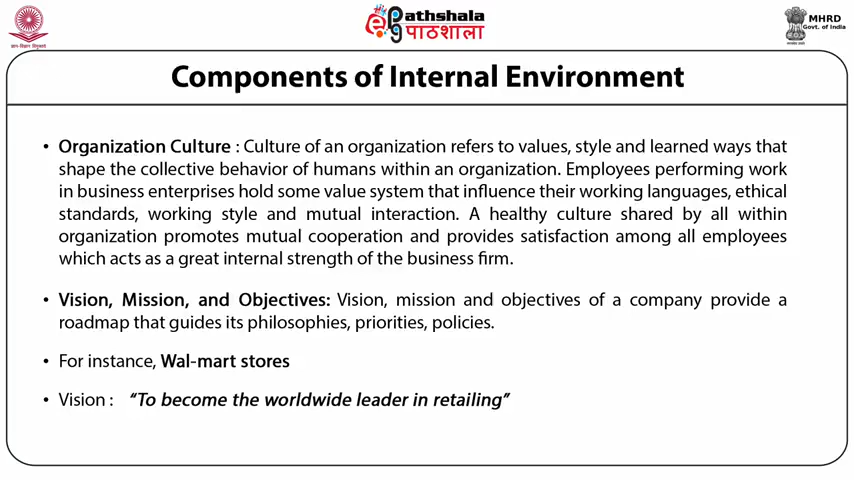 ज्ञान-विज्ञान विमुक्तये
ePathshala
पाठशाला
MHRD
Govt. of India
Components of Internal Environment
• Organization Culture : Culture of an organization refers to values, style and learned ways that
shape the collective behavior of humans within an organization. Employees performing work
in business enterprises hold some value system that influence their working languages, ethical
standards, working style and mutual interaction. A healthy culture shared by all within
organization promotes mutual cooperation and provides satisfaction among all employees
which acts as a great internal strength of the business firm.
• Vision, Mission, and Objectives: Vision, mission and objectives of a company provide a
roadmap that guides its philosophies, priorities, policies.
• For instance, Wal-mart stores
• Vision : “To become the worldwide leader in retailing”